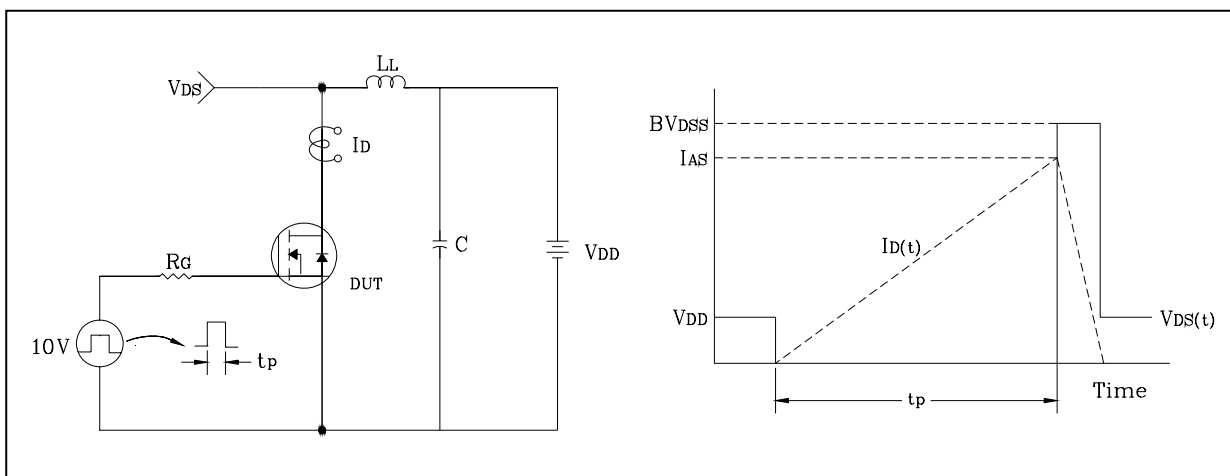 LL
VDS
ID
RG
DUT
C
VDD
10V
tp
BVDSS
IAS
ID(t)
VDD
VDS(t)
tp
Time